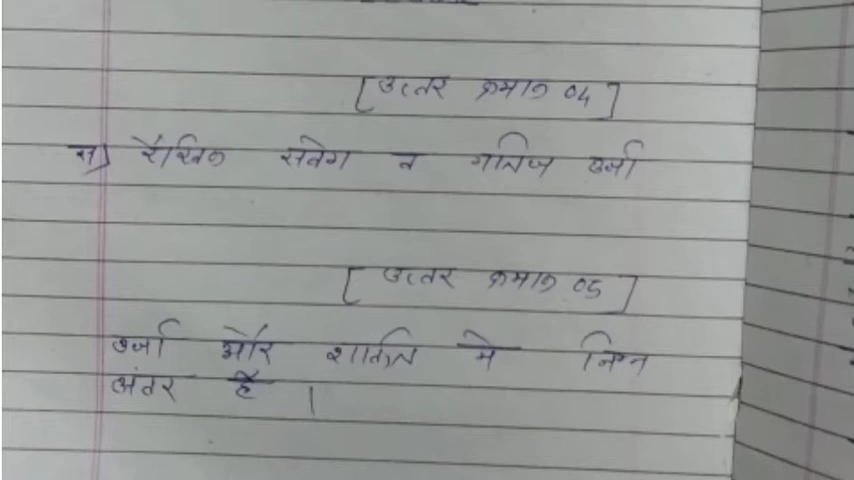 [उत्तर क्रमांक 04]
स) रैखिक संवेग व गतिज ऊर्जा
[उत्तर क्रमांक 05]
ऊर्जा और शक्ति मे निम्न
अंतर है ।